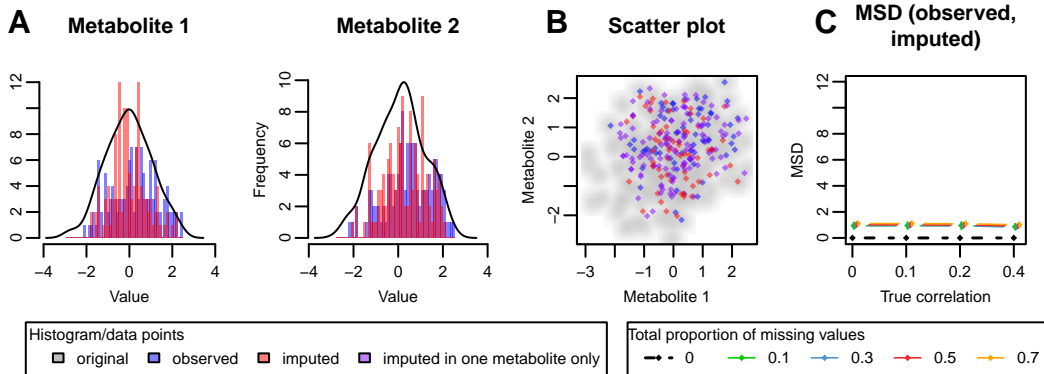 A
Metabolite 1
Metabolite 2
B
Scatter plot
C
MSD (observed,
imputed)
0
2
4
6
8
12
−4
−2
0
2
4
Value
Frequency
0
2
4
6
8
10
−4
−2
0
2
4
Value
Metabolite 2
−2
0
1
2
−3
−1
0
1
2
Metabolite 1
MSD
0
2
4
6
8
12
0
0.1
0.2
0.4
True correlation
Histogram/data points
original observed imputed imputed in one metabolite only
Total proportion of missing values
0 0.1 0.3 0.5 0.7